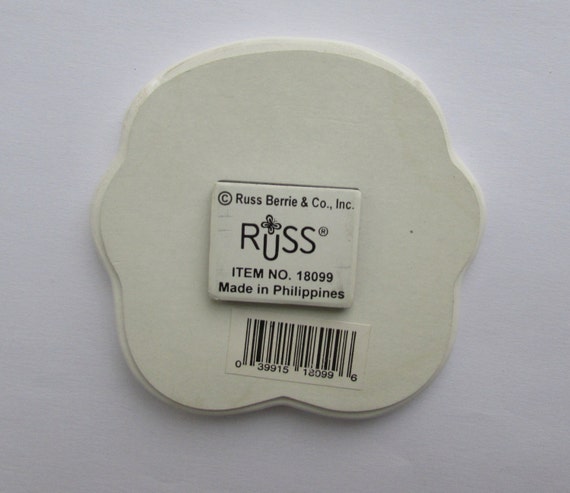 © Russ Berrie & Co., Inc.
RUSS®
ITEM NO. 18099
Made in Philippines
0 39915 18099 6